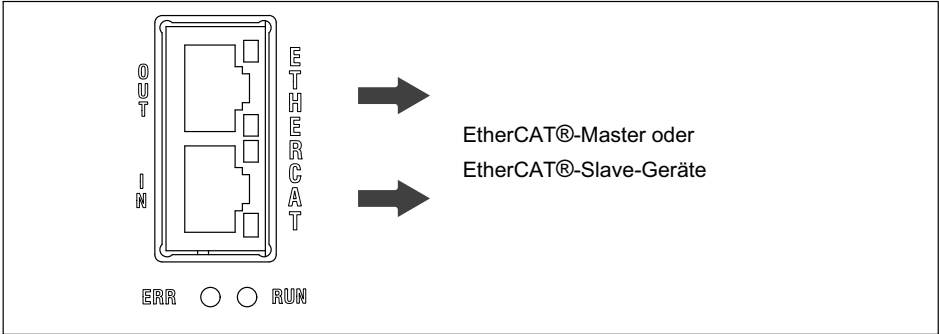 OUT
IN
ETHERCAT
EtherCAT®-Master oder
EtherCAT®-Slave-Geräte
ERR
RUN